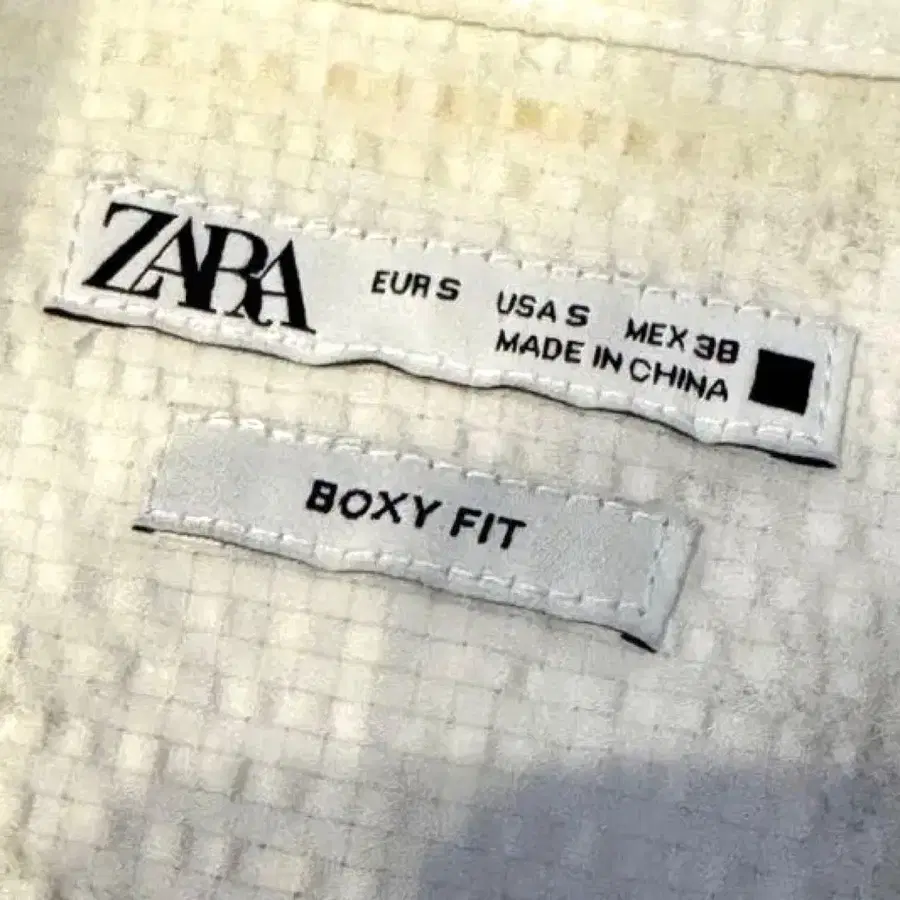 ZARA EUR S USA S MEX 38
MADE IN CHINA
BOXY FIT